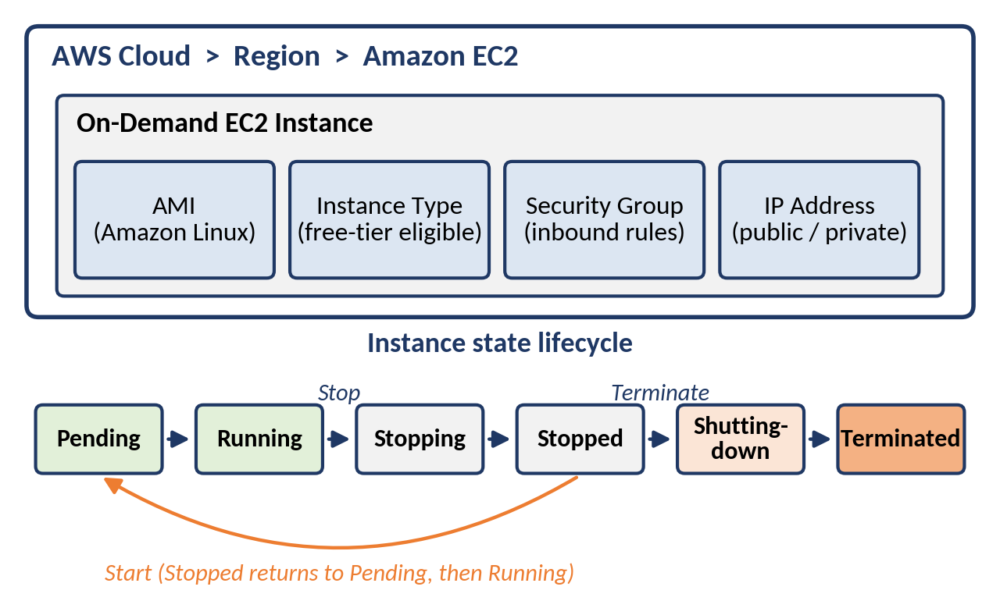 AWS Cloud > Region > Amazon EC2
On-Demand EC2 Instance
AMI
(Amazon Linux)
Instance Type
(free-tier eligible)
Security Group
(inbound rules)
IP Address
(public / private)
Instance state lifecycle
Stop
Terminate
Pending
Running
Stopping
Stopped
Shutting-
down
Terminated
Start (Stopped returns to Pending, then Running)